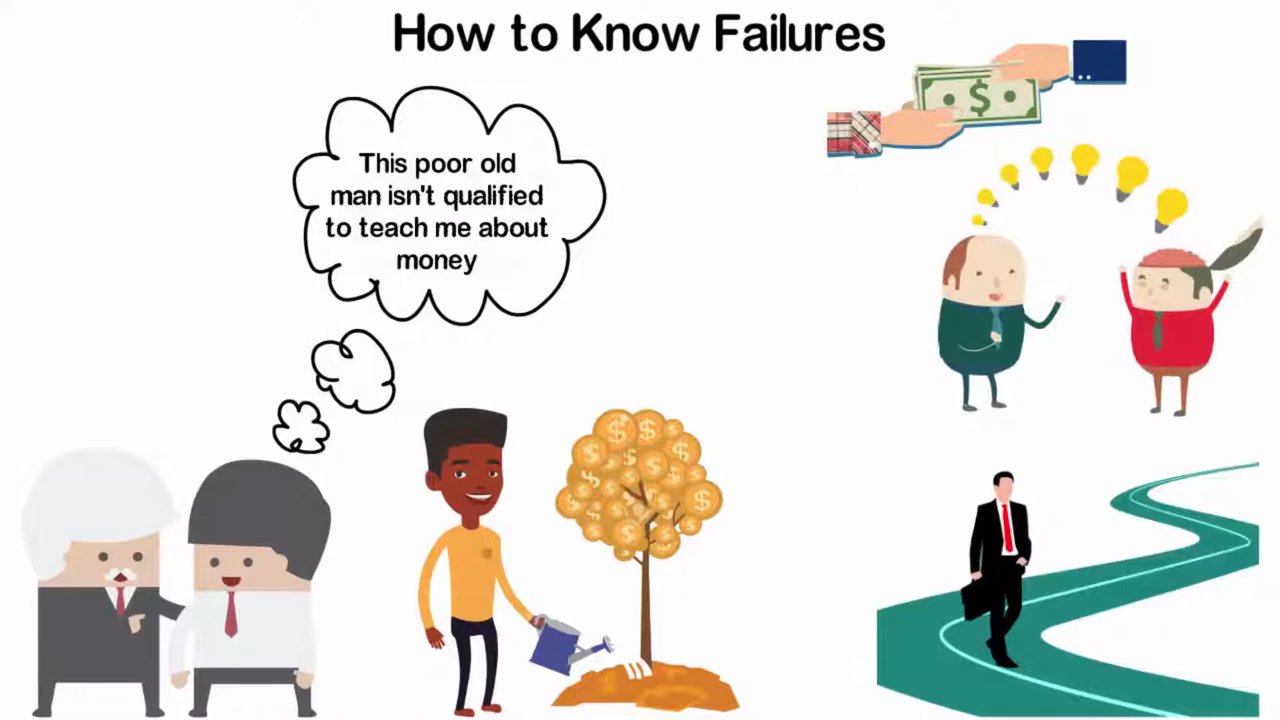 How to Know Failures
This poor old
man isn't qualified
to teach me about
money